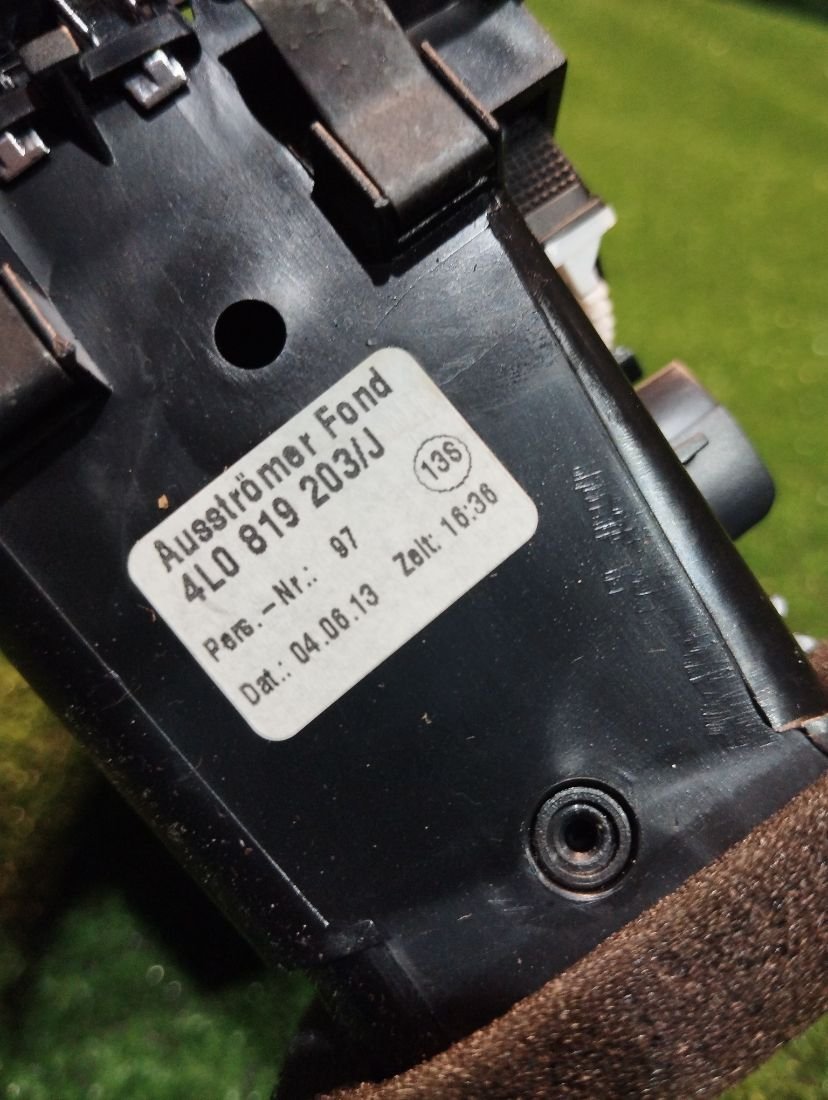 Ausströmer Fond
4L0 819 203/J
13S
Pers.-Nr.: 97
Dat.: 04.06.13 Zeit: 16:36